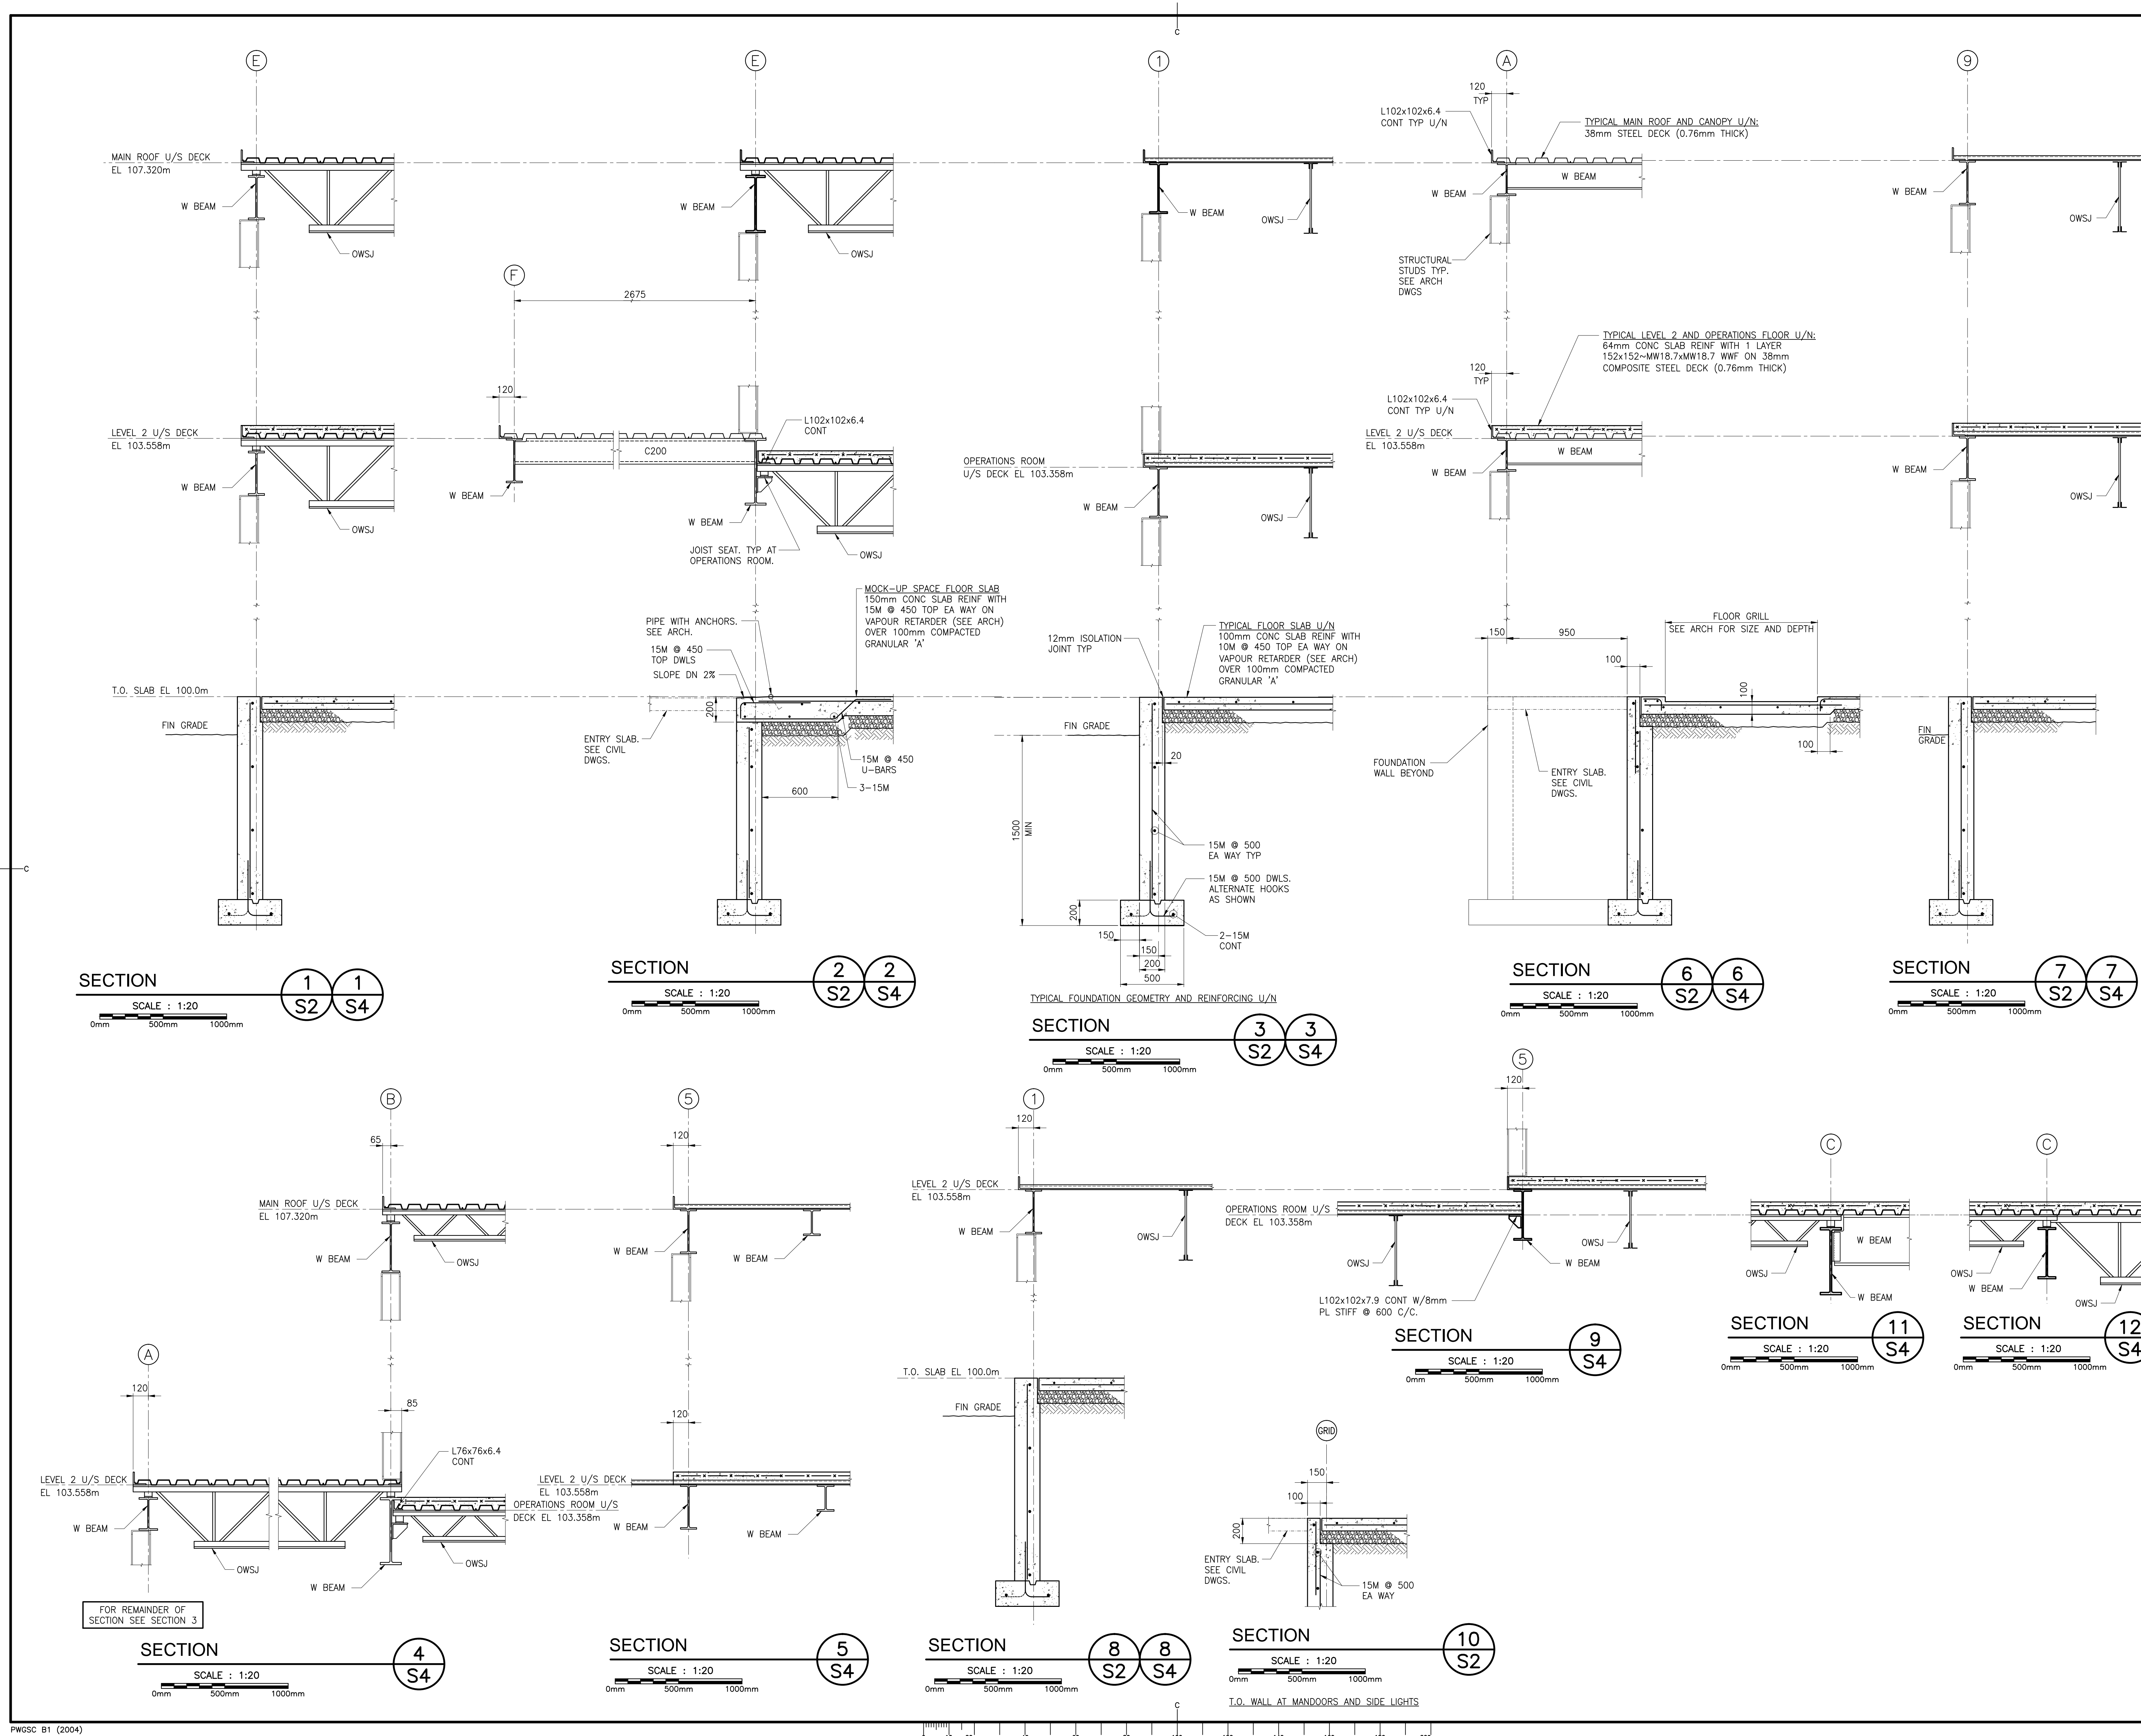 C
E
MAIN ROOF U/S DECK
EL 107.320m
W BEAM
OWSJ
LEVEL 2 U/S DECK
EL 103.558m
W BEAM
OWSJ
T.O. SLAB EL 100.0m
FIN GRADE
SECTION
1
S2
1
S4
SCALE : 1:20
0mm
500mm
1000mm
E
W BEAM
OWSJ
F
2675
120
C200
L102x102x6.4
CONT
W BEAM
W BEAM
JOIST SEAT. TYP AT
OPERATIONS ROOM.
OWSJ
MOCK-UP SPACE FLOOR SLAB
150mm CONC SLAB REINF WITH
15M @ 450 TOP EA WAY ON
VAPOUR RETARDER (SEE ARCH)
OVER 100mm COMPACTED
GRANULAR 'A'
PIPE WITH ANCHORS.
SEE ARCH.
15M @ 450
TOP DWLS
SLOPE DN 2%
200
ENTRY SLAB.
SEE CIVIL
DWGS.
15M @ 450
U-BARS
3-15M
600
SECTION
2
S2
2
S4
SCALE : 1:20
0mm
500mm
1000mm
1
W BEAM
OWSJ
OPERATIONS ROOM
U/S DECK EL 103.358m
W BEAM
OWSJ
12mm ISOLATION
JOINT TYP
TYPICAL FLOOR SLAB U/N
100mm CONC SLAB REINF WITH
10M @ 450 TOP EA WAY ON
VAPOUR RETARDER (SEE ARCH)
OVER 100mm COMPACTED
GRANULAR 'A'
FIN GRADE
20
1500
MIN
15M @ 500
EA WAY TYP
15M @ 500 DWLS.
ALTERNATE HOOKS
AS SHOWN
200
150
2-15M
CONT
150
200
500
TYPICAL FOUNDATION GEOMETRY AND REINFORCING U/N
SECTION
3
S2
3
S4
SCALE : 1:20
0mm
500mm
1000mm
A
120
TYP
L102x102x6.4
CONT TYP U/N
TYPICAL MAIN ROOF AND CANOPY U/N:
38mm STEEL DECK (0.76mm THICK)
W BEAM
W BEAM
STRUCTURAL
STUDS TYP.
SEE ARCH
DWGS
TYPICAL LEVEL 2 AND OPERATIONS FLOOR U/N:
64mm CONC SLAB REINF WITH 1 LAYER
152x152~MW18.7xMW18.7 WWF ON 38mm
COMPOSITE STEEL DECK (0.76mm THICK)
120
TYP
L102x102x6.4
CONT TYP U/N
LEVEL 2 U/S DECK
EL 103.558m
W BEAM
W BEAM
FLOOR GRILL
SEE ARCH FOR SIZE AND DEPTH
150
950
100
100
100
FOUNDATION
WALL BEYOND
ENTRY SLAB.
SEE CIVIL
DWGS.
SECTION
6
S2
6
S4
SCALE : 1:20
0mm
500mm
1000mm
9
W BEAM
OWSJ
W BEAM
OWSJ
FIN
GRADE
SECTION
7
S2
7
S4
SCALE : 1:20
0mm
500mm
1000mm
C
B
65
MAIN ROOF U/S DECK
EL 107.320m
W BEAM
OWSJ
A
120
85
L76x76x6.4
CONT
LEVEL 2 U/S DECK
EL 103.558m
OPERATIONS ROOM U/S
DECK EL 103.358m
W BEAM
OWSJ
W BEAM
OWSJ
FOR REMAINDER OF
SECTION SEE SECTION 3
SECTION
4
S4
SCALE : 1:20
0mm
500mm
1000mm
5
120
W BEAM
W BEAM
120
LEVEL 2 U/S DECK
EL 103.558m
W BEAM
W BEAM
SECTION
5
S4
SCALE : 1:20
0mm
500mm
1000mm
1
120
LEVEL 2 U/S DECK
EL 103.558m
W BEAM
OWSJ
T.O. SLAB EL 100.0m
FIN GRADE
SECTION
8
S2
8
S4
SCALE : 1:20
0mm
500mm
1000mm
5
120
OPERATIONS ROOM U/S
DECK EL 103.358m
OWSJ
OWSJ
W BEAM
L102x102x7.9 CONT W/8mm
PL STIFF @ 600 C/C.
SECTION
9
S4
SCALE : 1:20
0mm
500mm
1000mm
GRID
150
100
200
ENTRY SLAB.
SEE CIVIL
DWGS.
15M @ 500
EA WAY
SECTION
10
S2
SCALE : 1:20
0mm
500mm
1000mm
T.O. WALL AT MANDOORS AND SIDE LIGHTS
C
W BEAM
OWSJ
W BEAM
SECTION
11
S4
SCALE : 1:20
0mm
500mm
1000mm
C
OWSJ
W BEAM
OWSJ
SECTION
12
S4
SCALE : 1:20
0mm
500mm
1000mm
C
PWGSC B1 (2004)